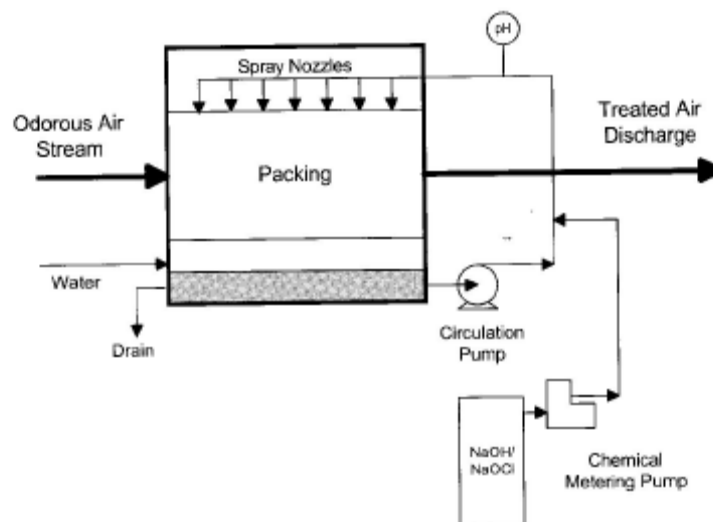 pH
Spray Nozzles
Odorous Air
Stream
Treated Air
Discharge
Packing
Water
Drain
Circulation
Pump
NaOH/
NaOCl
Chemical
Metering Pump